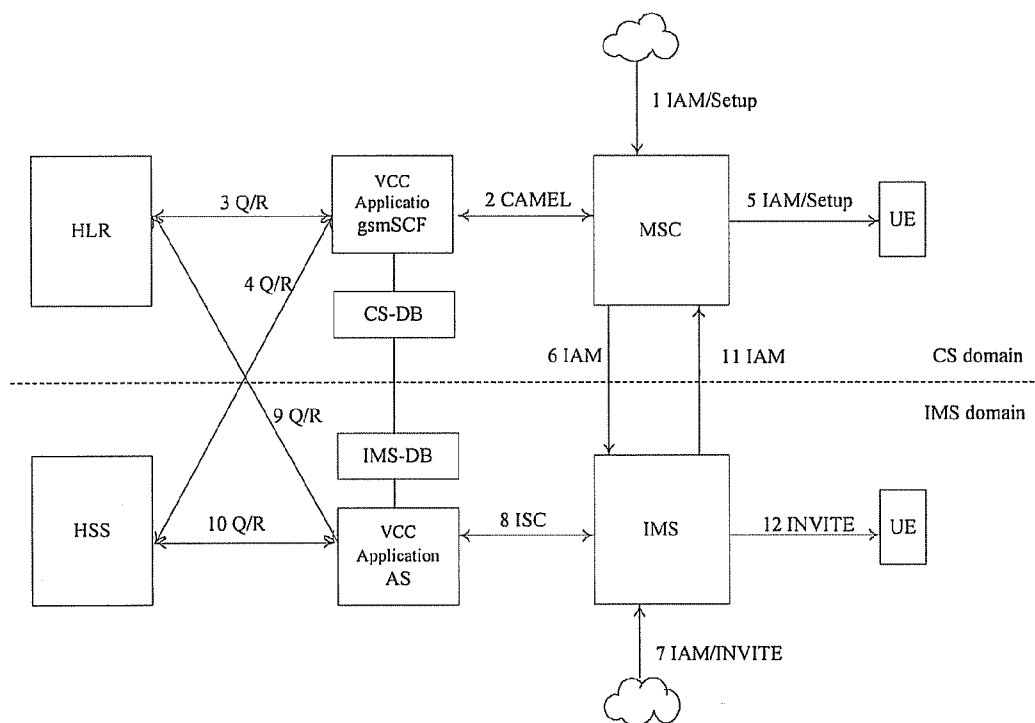 1 IAM/Setup
HLR
3 Q/R
VCC
Applicatio
gsmSCF
2 CAMEL
MSC
5 IAM/Setup
UE
4 Q/R
CS-DB
6 IAM
11 IAM
CS domain
IMS domain
9 Q/R
IMS-DB
HSS
10 Q/R
VCC
Application
AS
8 ISC
IMS
12 INVITE
UE
7 IAM/INVITE